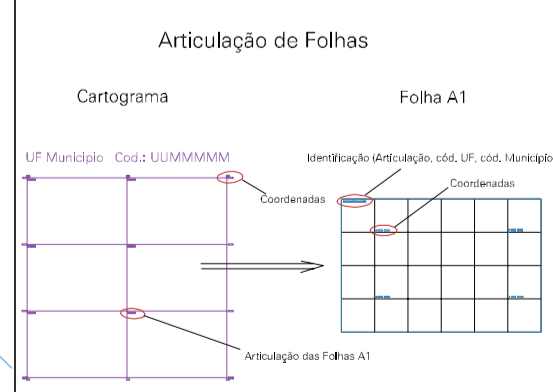 Articulação de Folhas
Cartograma
Folha A1
UF Municipio Cod.: UUMMMMM
Identificação (Articulação, cód. UF, cód. Município
Coordenadas
Coordenadas
Articulação das Folhas A1